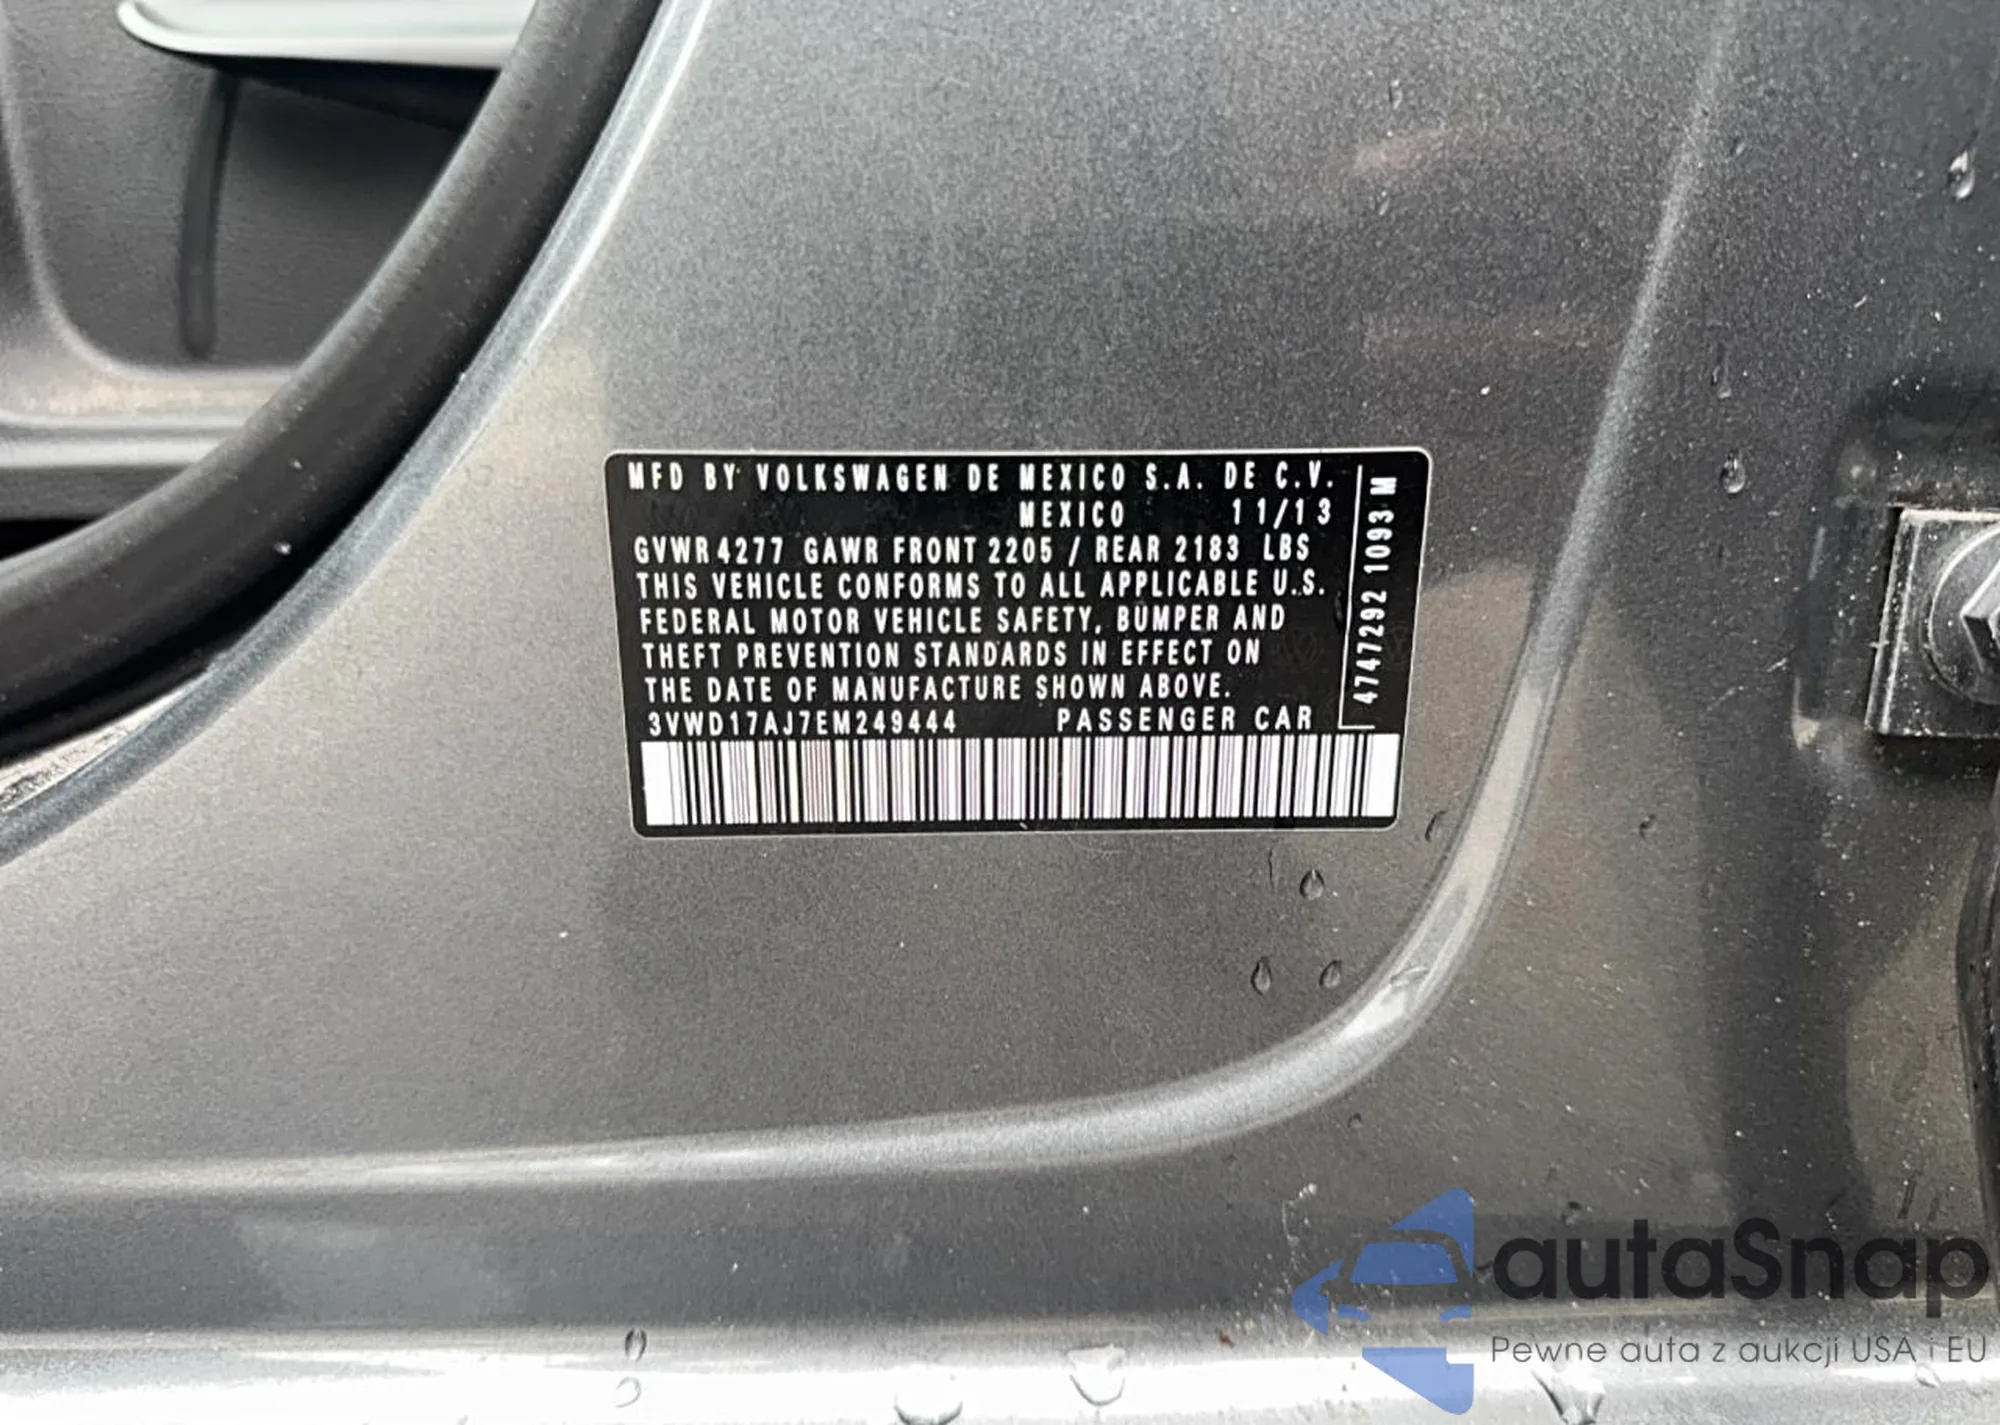 MFD BY VOLKSWAGEN DE MEXICO S.A. DE C.V.
MEXICO 11/13
GVWR 4277 GAWR FRONT 2205 / REAR 2183 LBS
THIS VEHICLE CONFORMS TO ALL APPLICABLE U.S.
FEDERAL MOTOR VEHICLE SAFETY, BUMPER AND
THEFT PREVENTION STANDARDS IN EFFECT ON
THE DATE OF MANUFACTURE SHOWN ABOVE.
3VWD17AJ7EM249444 PASSENGER CAR
4747292 1093 M
autaSnap
Pewne auta z aukcji USA i EU